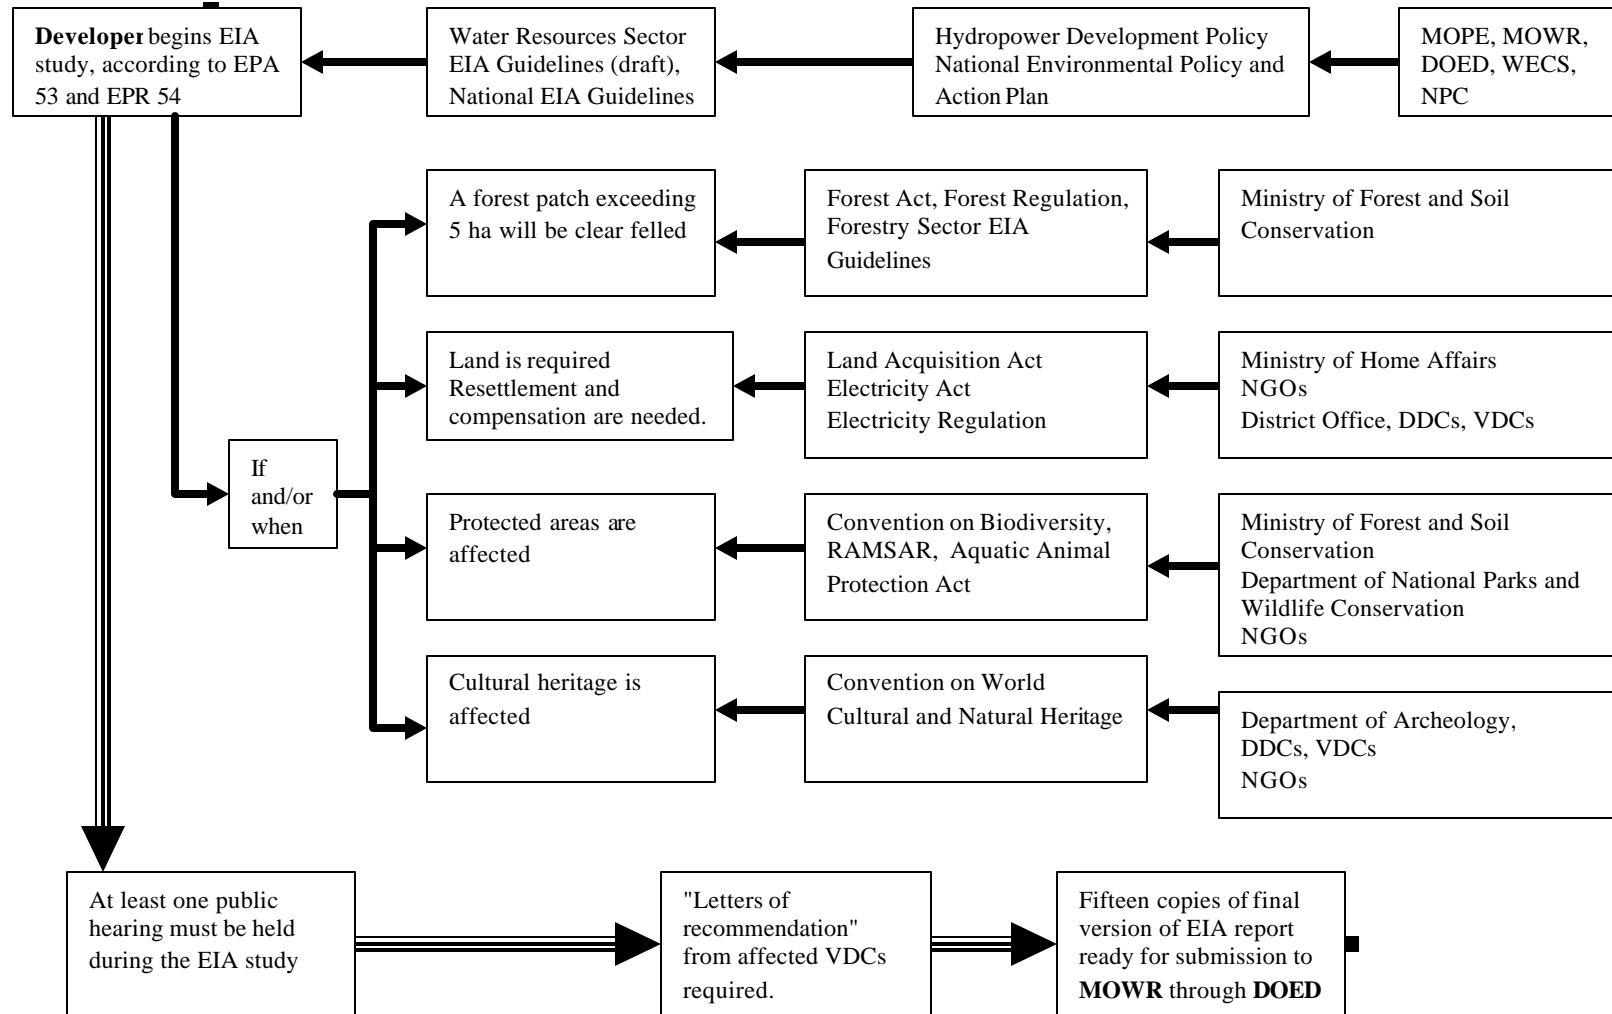 Developer begins EIA
study, according to EPA
53 and EPR 54
Water Resources Sector
EIA Guidelines (draft),
National EIA Guidelines
Hydropower Development Policy
National Environmental Policy and
Action Plan
MOPE, MOWR,
DOED, WECS,
NPC
A forest patch exceeding
5 ha will be clear felled
Forest Act, Forest Regulation,
Forestry Sector EIA
Guidelines
Ministry of Forest and Soil
Conservation
Land is required
Resettlement and
compensation are needed.
Land Acquisition Act
Electricity Act
Electricity Regulation
Ministry of Home Affairs
NGOs
District Office, DDCs, VDCs
If
and/or
when
Protected areas are
affected
Convention on Biodiversity,
RAMSAR, Aquatic Animal
Protection Act
Ministry of Forest and Soil
Conservation
Department of National Parks and
Wildlife Conservation
NGOs
Cultural heritage is
affected
Convention on World
Cultural and Natural Heritage
Department of Archeology,
DDCs, VDCs
NGOs
At least one public
hearing must be held
during the EIA study
"Letters of
recommendation"
from affected VDCs
required.
Fifteen copies of final
version of EIA report
ready for submission to
MOWR through DOED